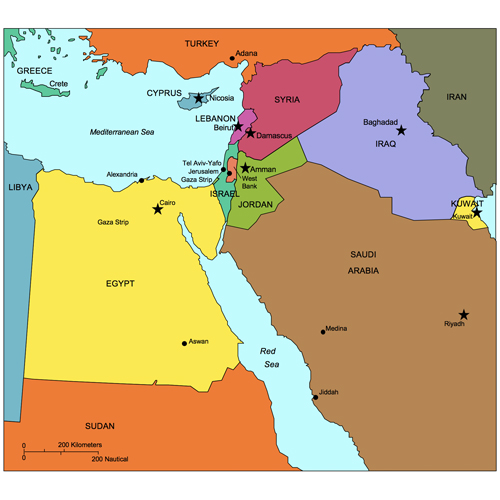 TURKEY
Adana
GREECE
Crete
CYPRUS
Nicosia
SYRIA
IRAN
LEBANON
Beirut
Mediterranean Sea
Damascus
Baghadad
IRAQ
Tel Aviv-Yafo
Jerusalem
Gaza Strip
Amman
West
Bank
Alexandria
LIBYA
ISRAEL
JORDAN
Cairo
Gaza Strip
KUWAIT
Kuwait
SAUDI
ARABIA
EGYPT
Riyadh
Medina
Aswan
Red
Sea
Jiddah
SUDAN
0
200 Kilometers
0
200 Nautical